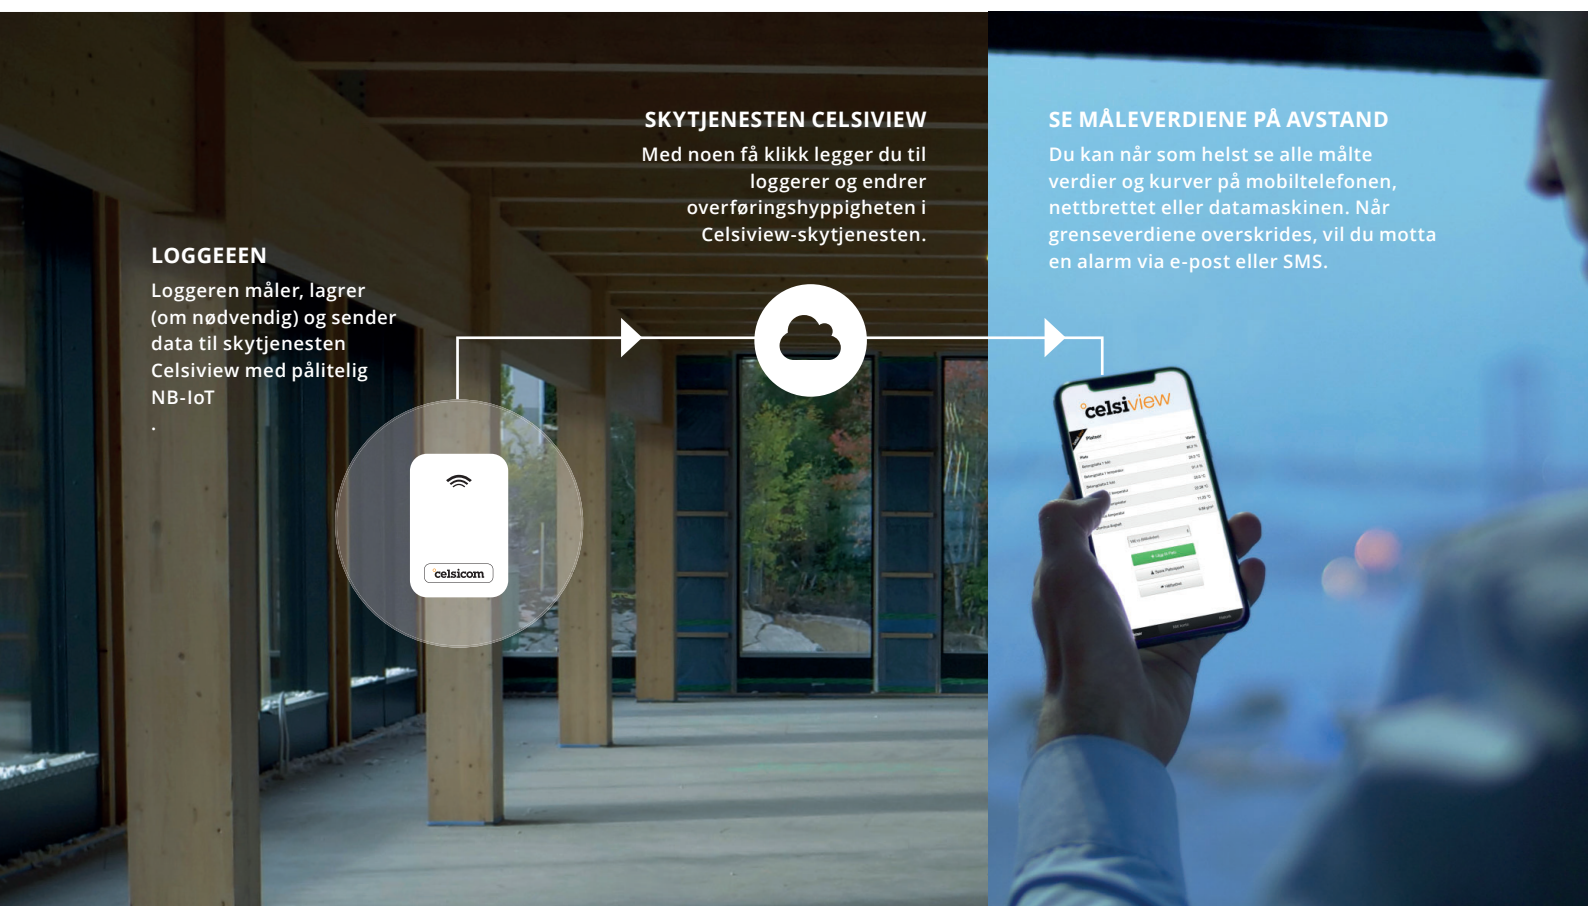 SKYTJENESTEN CELSIVIEW
Med noen få klikk legger du til
loggerer og endrer
overføringshyppigheten i
Celsiview-skytjenesten.
SE MÅLEVERDIENE PÅ AVSTAND
Du kan når som helst se alle målte
verdier og kurver på mobiltelefonen,
nettbrettet eller datamaskinen. Når
grenseverdiene overskrides, vil du motta
en alarm via e-post eller SMS.
LOGGEEEN
Loggeren måler, lagrer
(om nødvendig) og sender
data til skytjenesten
Celsiview med pålitelig
NB-IoT
.
celsicom
°celsiview
Platser